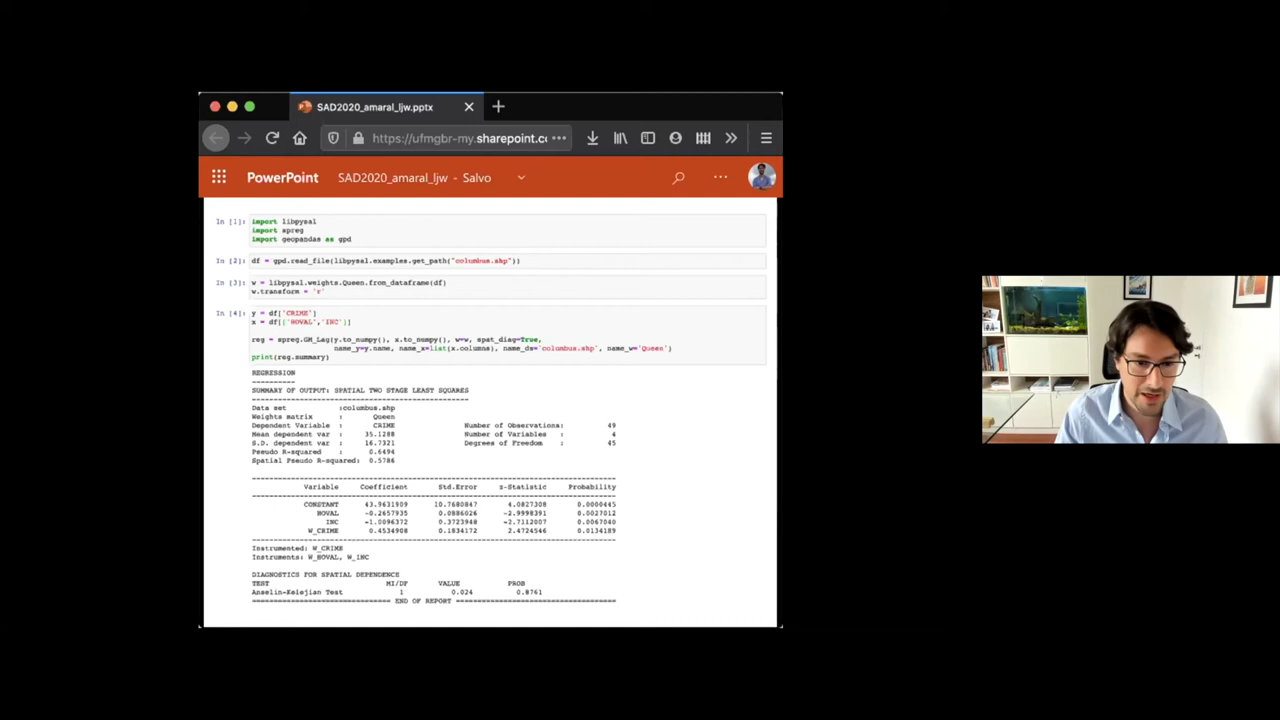 SAD2020_amaral_ljw.pptx
https://ufmgbr-my.sharepoint.cc
PowerPoint SAD2020_amaral_ljw - Salvo
In [1]: import libpysal
import spreg
import geopandas as gpd
In [2]: df = gpd.read_file(libpysal.examples.get_path("columbus.shp"))
In [3]: w = libpysal.weights.Queen.from_dataframe(df)
w.transform = 'r'
In [4]: y = df['CRIME']
x = df[['HOVAL','INC']]
reg = spreg.GM_Lag(y.to_numpy(), x.to_numpy(), w=w, spat_diag=True,
name_y=y.name, name_x=list(x.columns), name_ds='columbus.shp', name_w='Queen')
print(reg.summary)
REGRESSION
----------
SUMMARY OF OUTPUT: SPATIAL TWO STAGE LEAST SQUARES
--------------------------------------------------
Data set :columbus.shp
Weights matrix : Queen
Dependent Variable : CRIME Number of Observations: 49
Mean dependent var : 35.1288 Number of Variables : 4
S.D. dependent var : 16.7321 Degrees of Freedom : 45
Pseudo R-squared : 0.6494
Spatial Pseudo R-squared: 0.5786
------------------------------------------------------------------------------------
Variable Coefficient Std.Error z-Statistic Probability
------------------------------------------------------------------------------------
CONSTANT 43.9631909 10.7680847 4.0827308 0.0000445
HOVAL -0.2657935 0.0886026 -2.9998391 0.0027012
INC -1.0096372 0.3723948 -2.7112007 0.0067040
W_CRIME 0.4534908 0.1834172 2.4724546 0.0134189
------------------------------------------------------------------------------------
Instrumented: W_CRIME
Instruments: W_HOVAL, W_INC
DIAGNOSTICS FOR SPATIAL DEPENDENCE
TEST MI/DF VALUE PROB
Anselin-Kelejian Test 1 0.024 0.8761
================================ END OF REPORT =====================================